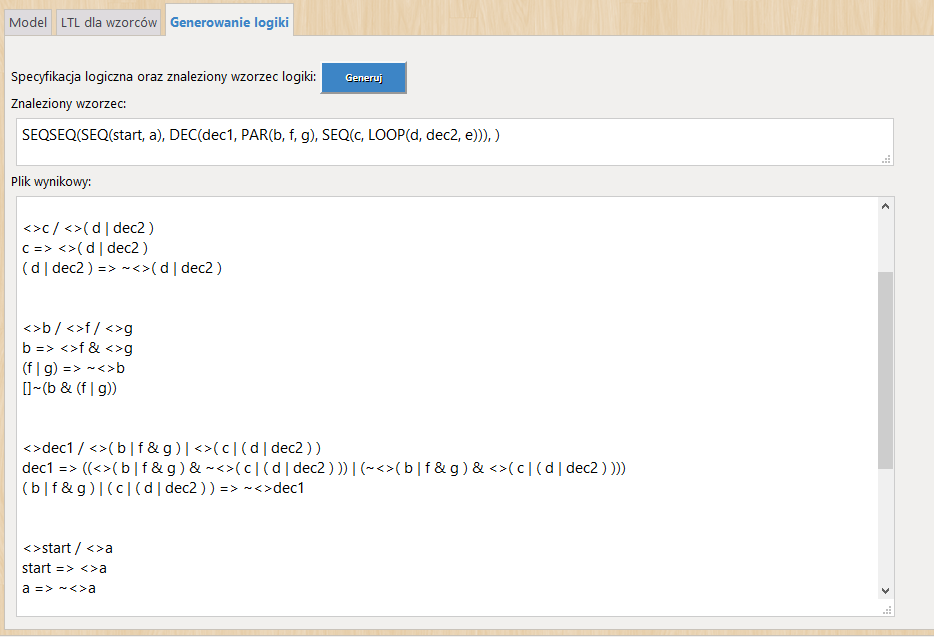 Model LTL dla wzorców Generowanie logiki
Specyfikacja logiczna oraz znaleziony wzorzec logiki: Generuj
Znaleziony wzorzec:
SEQSEQ(SEQ(start, a), DEC(dec1, PAR(b, f, g), SEQ(c, LOOP(d, dec2, e))), )
Plik wynikowy:
<>c / <>( d | dec2 )
c => <>( d | dec2 )
( d | dec2 ) => ~<>( d | dec2 )
<>b / <>f / <>g
b => <>f & <>g
(f | g) => ~<>b
[]~(b & (f | g))
<>dec1 / <>( b | f & g ) | <>( c | ( d | dec2 ) )
dec1 => ((<>( b | f & g ) & ~<>( c | ( d | dec2 ) )) | (~<>( b | f & g ) & <>( c | ( d | dec2 ) )))
( b | f & g ) | ( c | ( d | dec2 ) ) => ~<>dec1
<>start / <>a
start => <>a
a => ~<>a